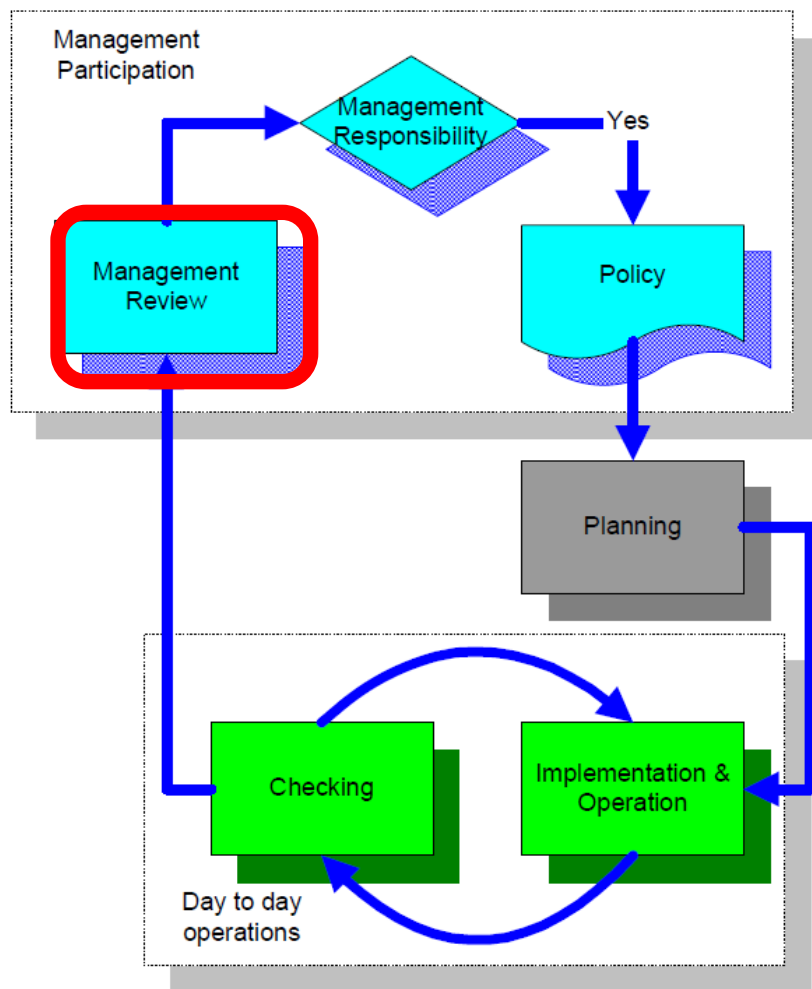 Management
Participation
Management
Responsibility
Yes
Management
Review
Policy
Planning
Checking
Implementation &
Operation
Day to day
operations